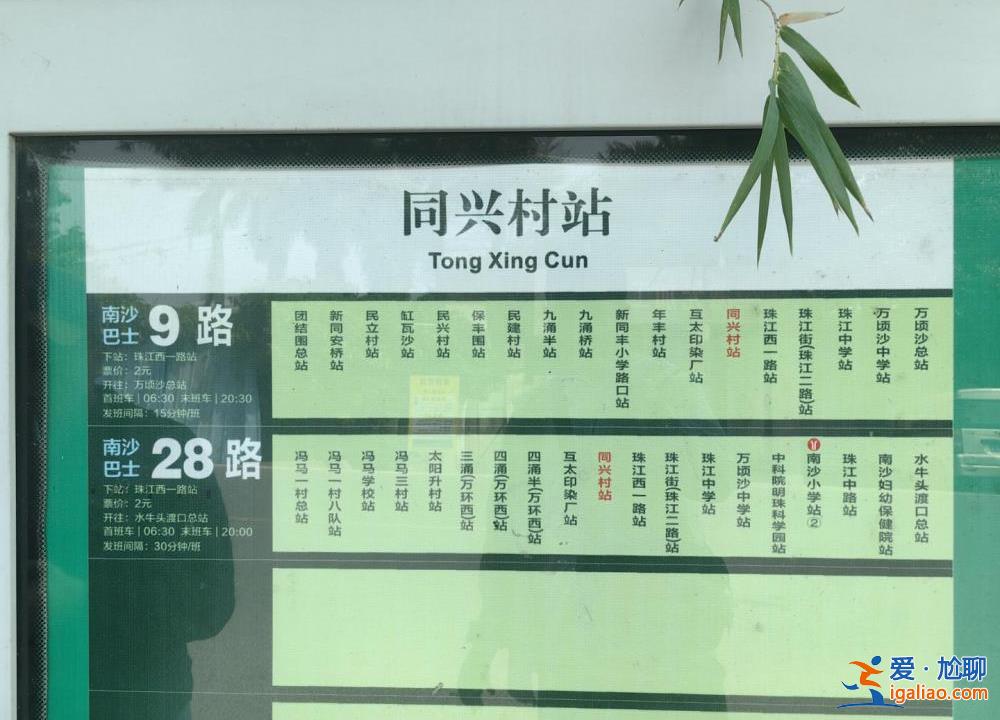 同兴村站
Tong Xing Cun
南沙巴士 9 路
下站：珠江西一路站
票价：2元
开往：万顷沙总站
首班车 | 06:30 末班车 | 20:30
发班间隔：15分钟/班
团结围总站
新同安桥站
民立村站
缸瓦沙站
民兴村站
保丰围站
民建村站
九涌半站
九涌桥站
新同丰小学路口站
年丰村站
互太印染厂站
同兴村站
珠江西一路站
珠江街(珠江二路)站
珠江中学站
万顷沙中学站
万顷沙总站
南沙巴士 28 路
下站：珠江西一路站
票价：2元
开往：水牛头渡口总站
首班车 | 06:30 末班车 | 20:00
发班间隔：30分钟/班
冯马一村总站
冯马一村八队站
冯马学校站
冯马三村站
太阳升村站
三涌(万环西)站
四涌(万环西)站
四涌半(万环西)站
互太印染厂站
同兴村站
珠江西一路站
珠江街(珠江二路)站
珠江中学站
万顷沙中学站
中科院明珠科学园站
南沙小学站②
珠江中路站
南沙妇幼保健院站
水牛头渡口总站
爱·尬聊
igaliao.com